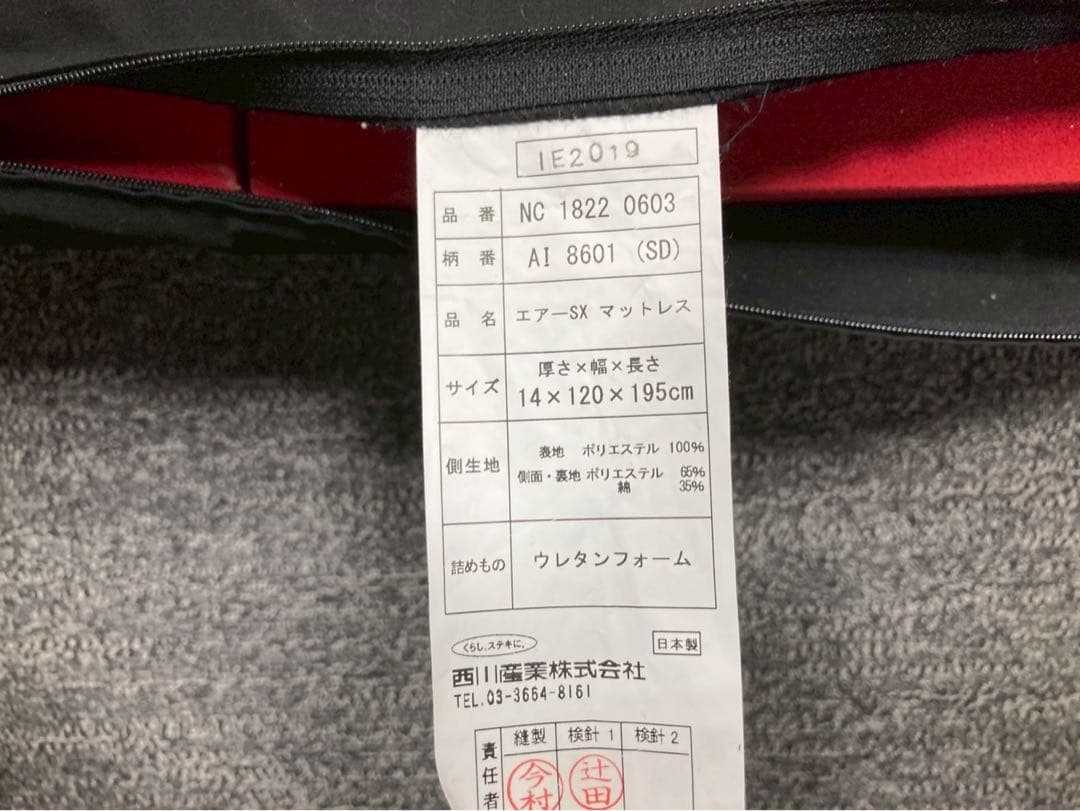 IE2019
品 番 NC 1822 0603
柄 番 AI 8601 (SD)
品 名 エアーSX マットレス
サイズ 厚さ×幅×長さ
14×120×195cm
側生地 表地 ポリエステル 100%
側面・裏地 ポリエステル 65%
綿 35%
詰めもの ウレタンフォーム
くらし、ステキに。
日本製
西川産業株式会社
TEL.03-3664-8161
責任者 縫製 検針1 検針2
今村 辻田